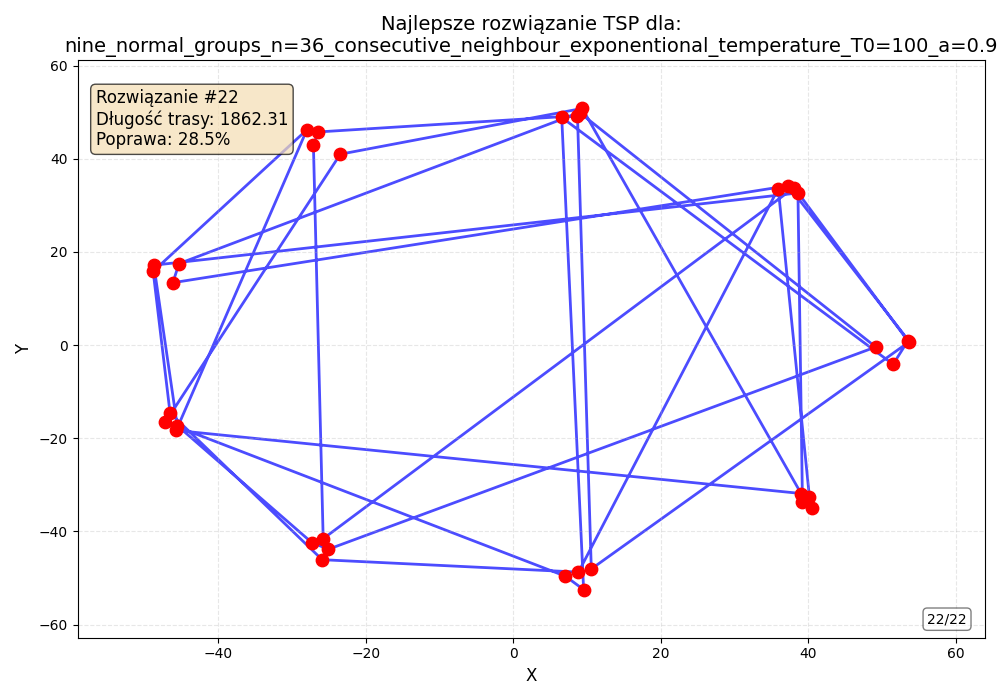 Najlepsze rozwiązanie TSP dla:
nine_normal_groups_n=36_consecutive_neighbour_exponential_temperature_T0=100_a=0.9
Rozwiązanie #22
Długość trasy: 1862.31
Poprawa: 28.5%
60
40
20
0
−20
−40
−60
Y
22/22
−40
−20
0
20
40
60
X